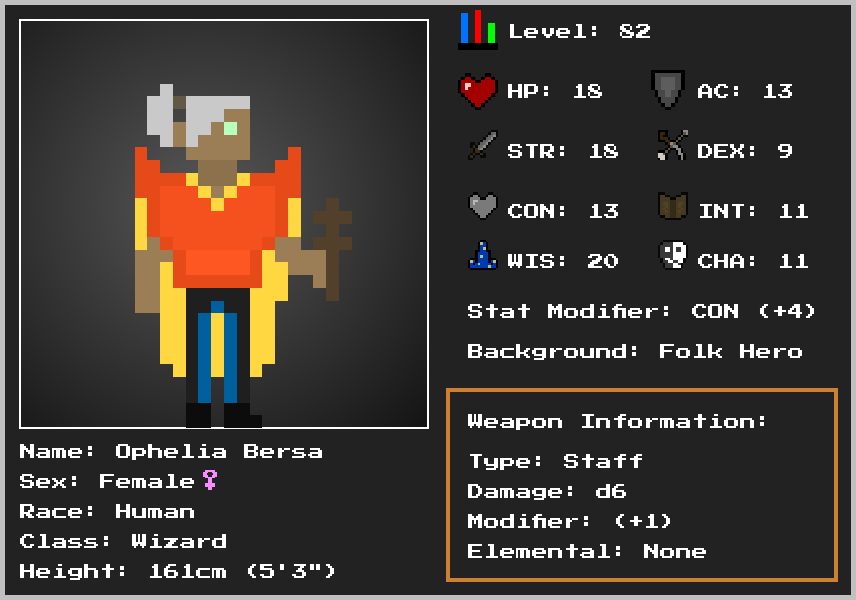 Level: 82
HP: 18
AC: 13
STR: 18
DEX: 9
CON: 13
INT: 11
WIS: 20
CHA: 11
Stat Modifier: CON (+4)
Background: Folk Hero
Weapon Information:
Type: Staff
Damage: d6
Modifier: (+1)
Elemental: None
Name: Ophelia Bersa
Sex: Female♀
Race: Human
Class: Wizard
Height: 161cm (5'3")